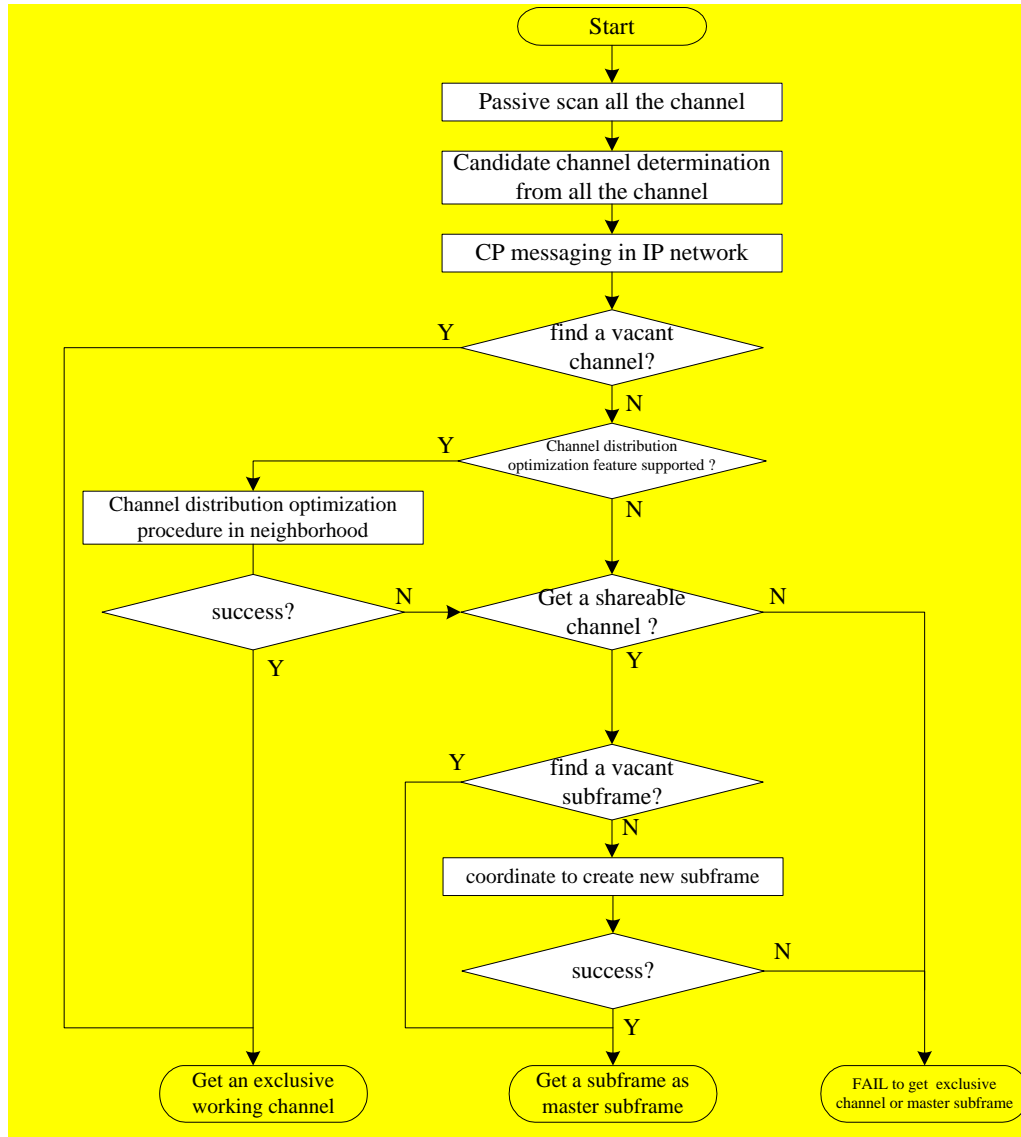 Start
Passive scan all the channel
Candidate channel determination
from all the channel
CP messaging in IP network
Y
find a vacant
channel?
N
Y
Channel distribution
optimization feature supported ?
Channel distribution optimization
procedure in neighborhood
N
success?
N
Get a shareable
channel ?
N
Y
Y
Y
find a vacant
subframe?
N
coordinate to create new subframe
success?
N
Y
Get an exclusive
working channel
Get a subframe as
master subframe
FAIL to get exclusive
channel or master subframe